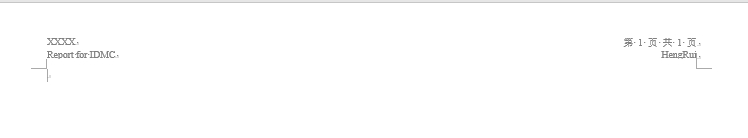 XXXX
第 1 页 共 1 页
Report for IDMC
HengRui